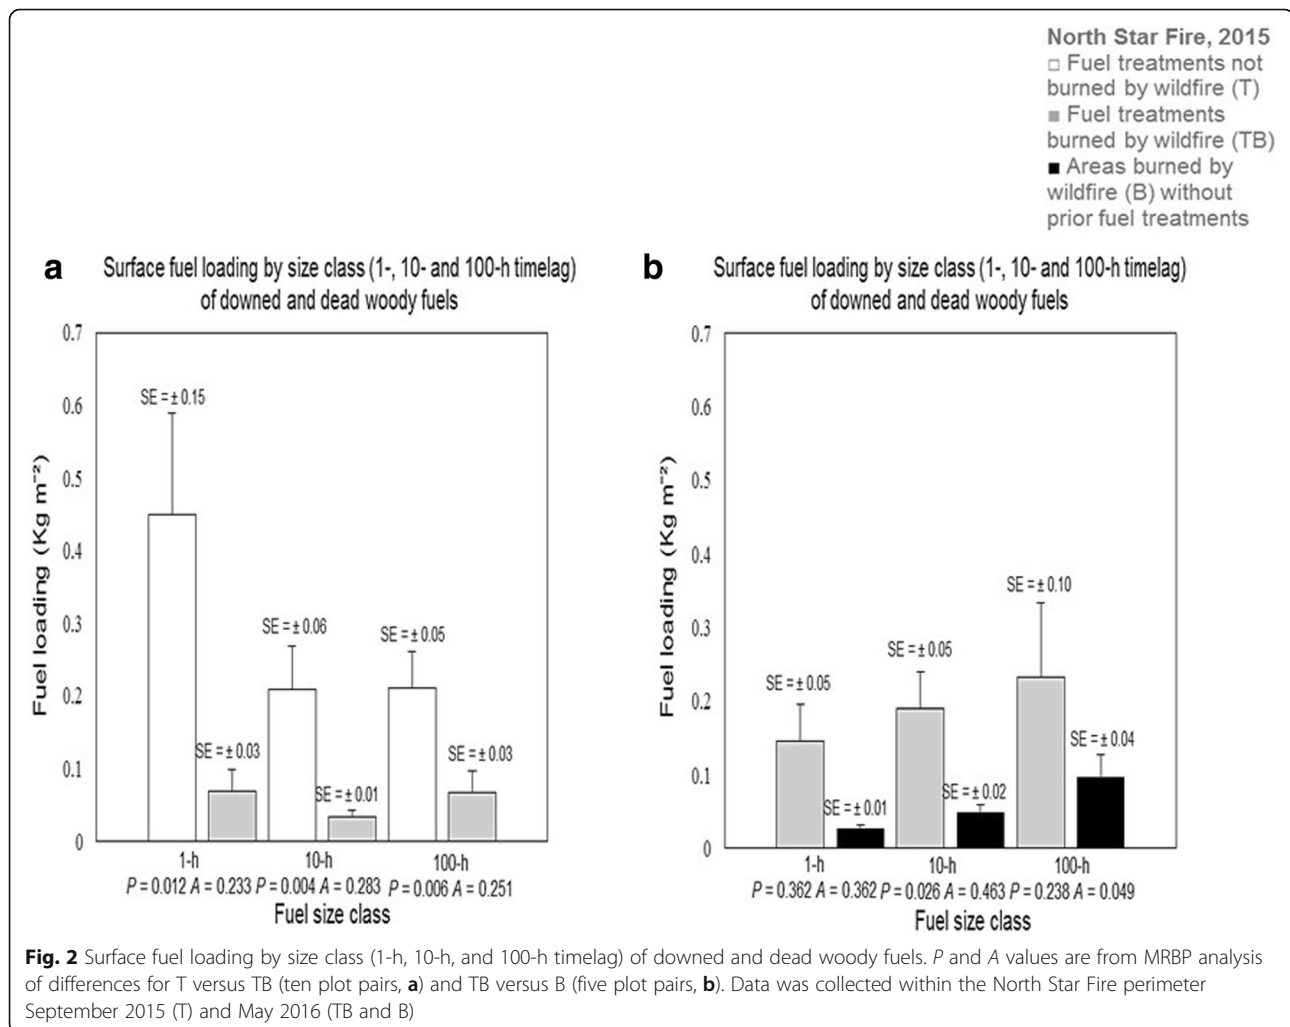 North Star Fire, 2015
□ Fuel treatments not
burned by wildfire (T)
■ Fuel treatments
burned by wildfire (TB)
■ Areas burned by
wildfire (B) without
prior fuel treatments
a
Surface fuel loading by size class (1-, 10- and 100-h timelag)
of downed and dead woody fuels
0.7
0.6
0.5
0.4
0.3
0.2
0.1
0
Fuel loading (Kg m⁻²)
SE = ± 0.15
SE = ± 0.03
SE = ± 0.06
SE = ± 0.01
SE = ± 0.05
SE = ± 0.03
1-h 10-h 100-h
P = 0.012 A = 0.233 P = 0.004 A = 0.283 P = 0.006 A = 0.251
Fuel size class
b
Surface fuel loading by size class (1-, 10- and 100-h timelag)
of downed and dead woody fuels
0.7
0.6
0.5
0.4
0.3
0.2
0.1
0
Fuel loading (Kg m⁻²)
SE = ± 0.05
SE = ± 0.01
SE = ± 0.05
SE = ± 0.02
SE = ± 0.10
SE = ± 0.04
1-h 10-h 100-h
P = 0.362 A = 0.362 P = 0.026 A = 0.463 P = 0.238 A = 0.049
Fuel size class
Fig. 2 Surface fuel loading by size class (1-h, 10-h, and 100-h timelag) of downed and dead woody fuels. P and A values are from MRBP analysis
of differences for T versus TB (ten plot pairs, a) and TB versus B (five plot pairs, b). Data was collected within the North Star Fire perimeter
September 2015 (T) and May 2016 (TB and B)